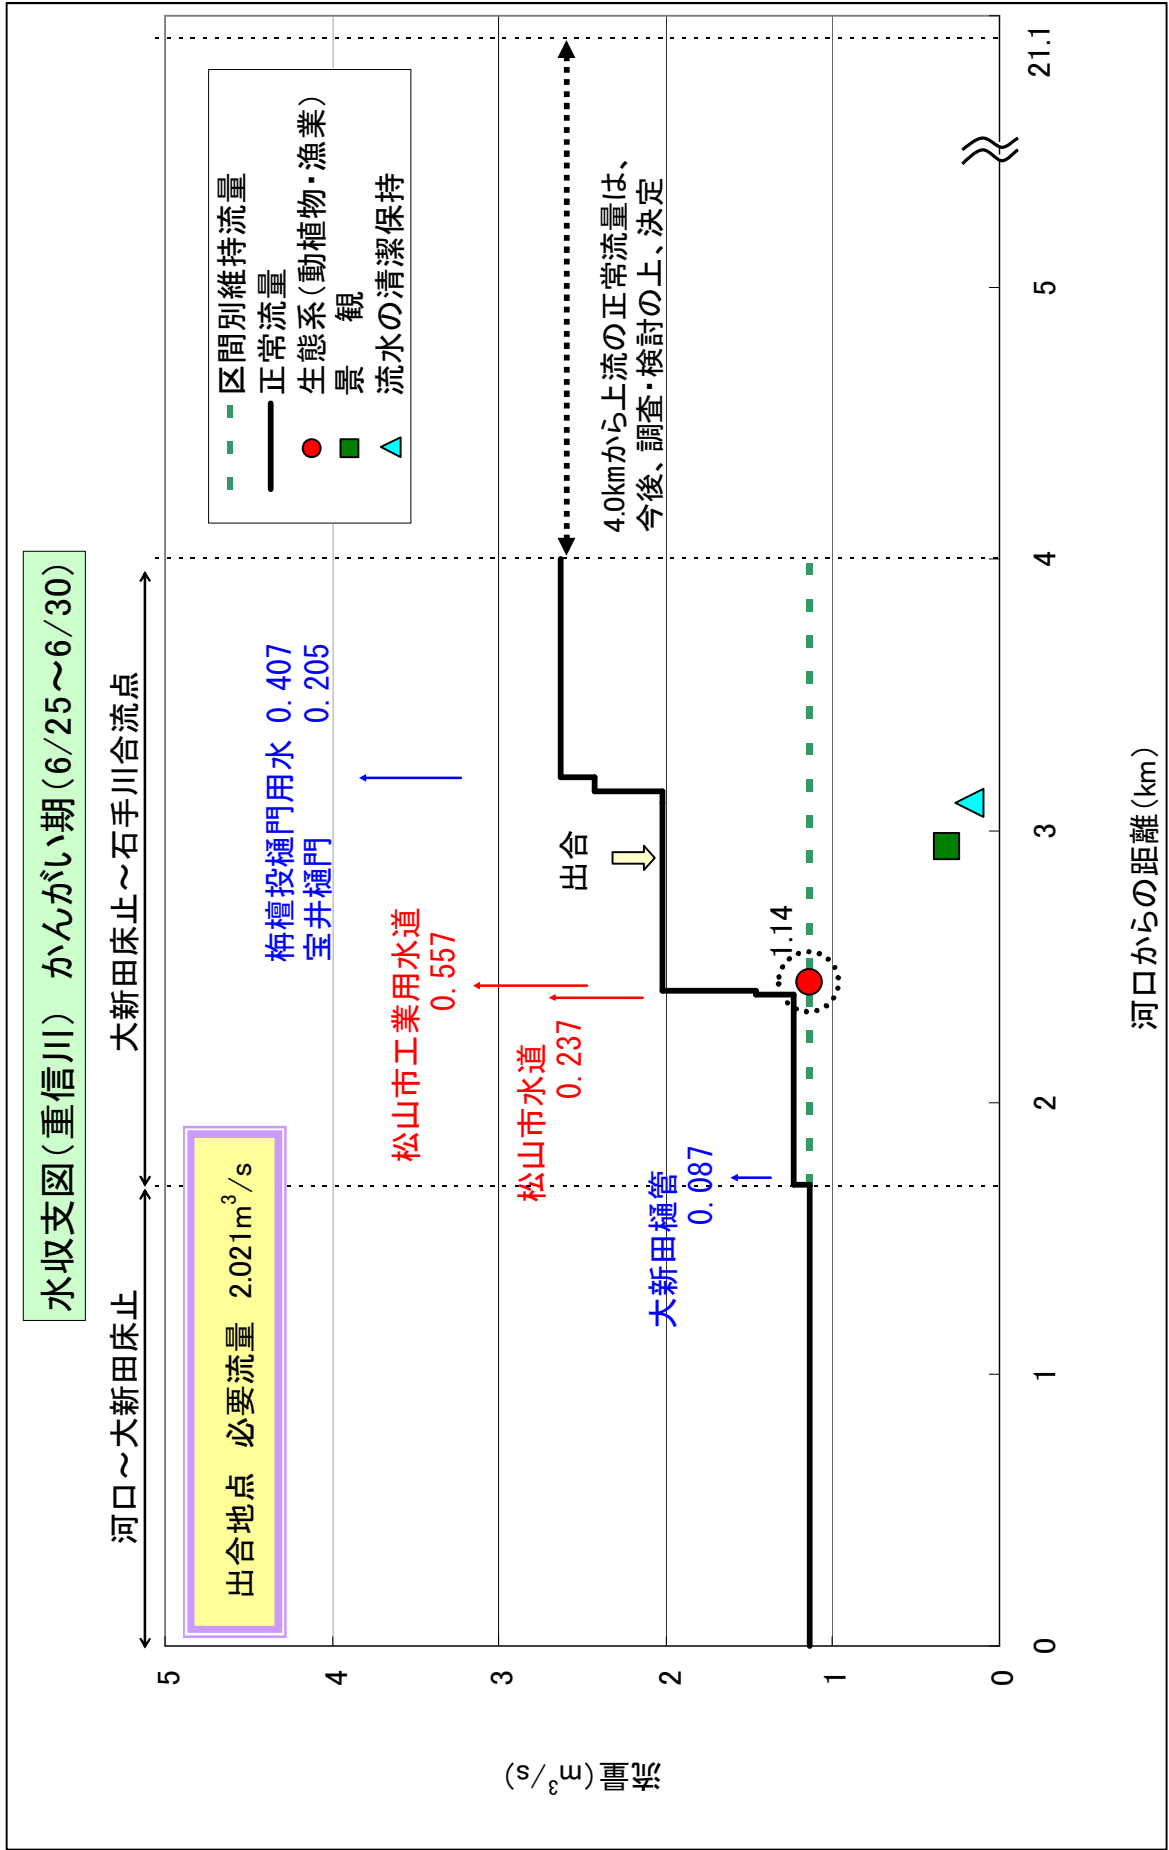 水収支図(重信川)　かんがい期(6/25～6/30)
河口～大新田床止
大新田床止～石手川合流点
出合地点　必要流量　2.021m³/s
区間別維持流量
正常流量
生態系(動植物・漁業)
景　観
流水の清潔保持
栴檀投樋門用水 0.407
宝井樋門 0.205
松山市工業用水道
0.557
松山市水道
0.237
大新田樋管
0.087
出合
1.14
4.0kmから上流の正常流量は、
今後、調査・検討の上、決定
流量(m³/s)
5
4
3
2
1
0
0
1
2
3
4
5
21.1
河口からの距離(km)